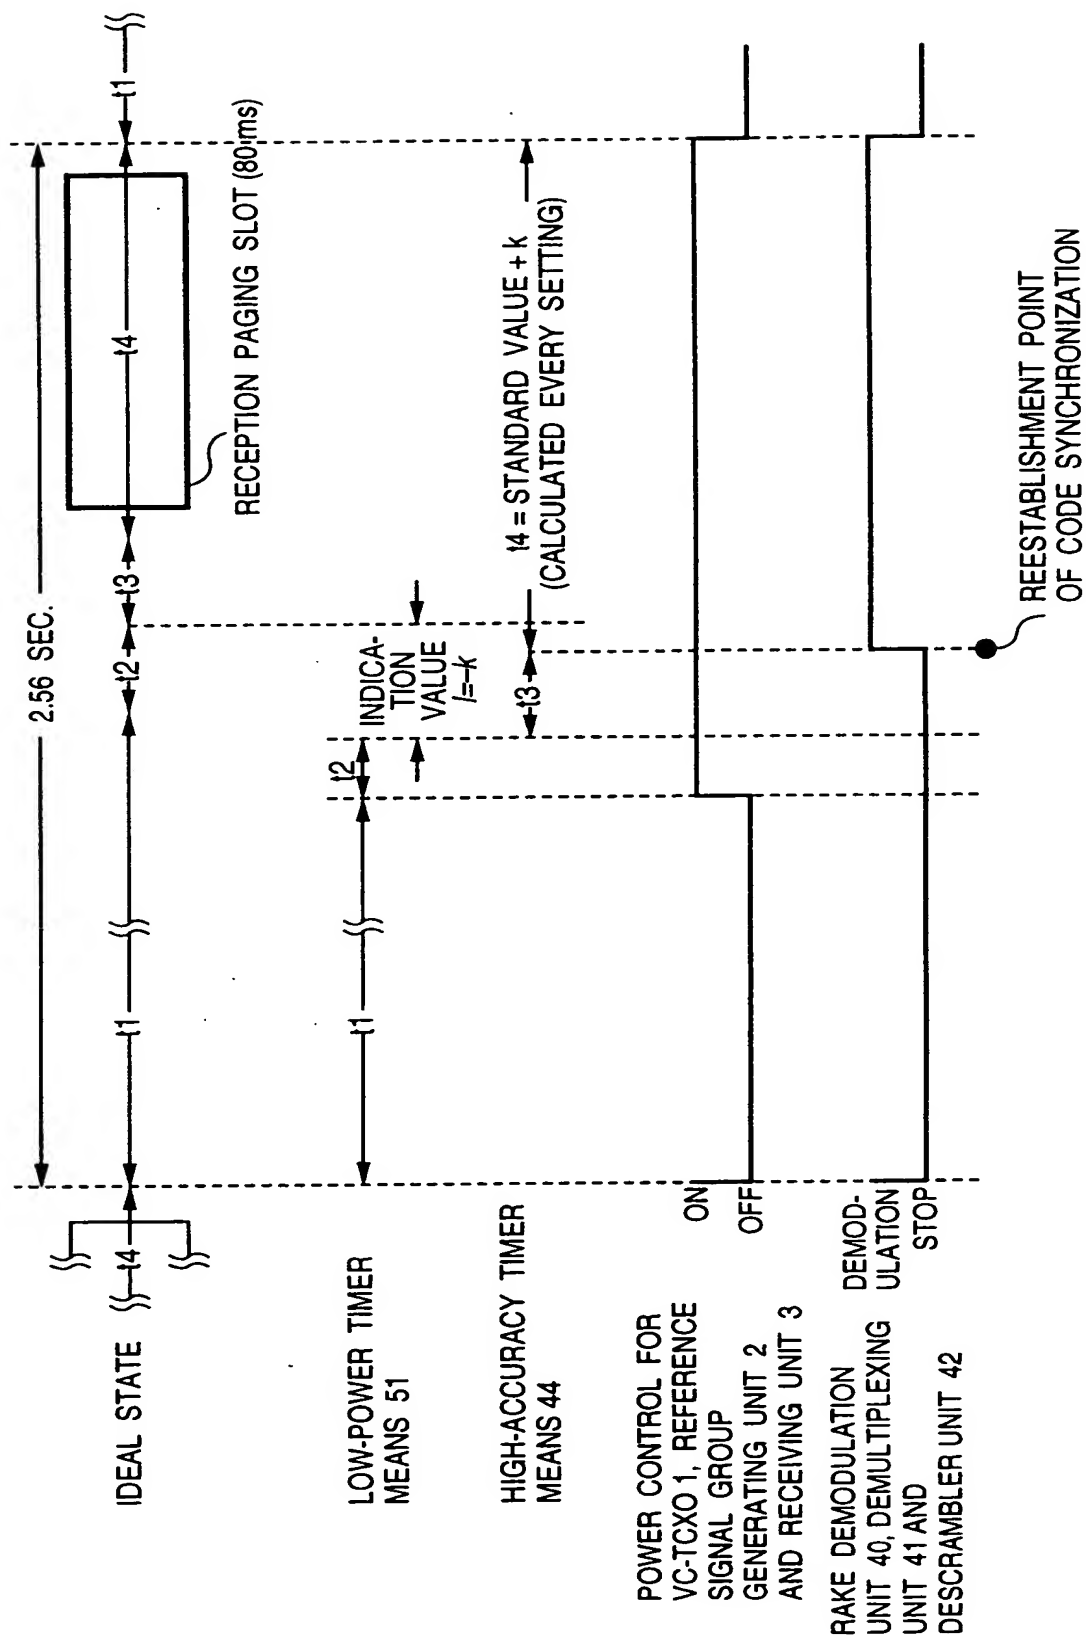 2.56 SEC.
IDEAL STATE
t4
t1
t2
t3
t4
t1
RECEPTION PAGING SLOT (80ms)
LOW-POWER TIMER
MEANS 51
t1
t2
INDICA-
TION
VALUE
l=-k
HIGH-ACCURACY TIMER
MEANS 44
t3
t4 = STANDARD VALUE + k
(CALCULATED EVERY SETTING)
POWER CONTROL FOR
VC-TCXO 1, REFERENCE
SIGNAL GROUP
GENERATING UNIT 2
AND RECEIVING UNIT 3
ON
OFF
RAKE DEMODULATION
UNIT 40, DEMULTIPLEXING
UNIT 41 AND
DESCRAMBLER UNIT 42
DEMOD-
ULATION
STOP
REESTABLISHMENT POINT
OF CODE SYNCHRONIZATION